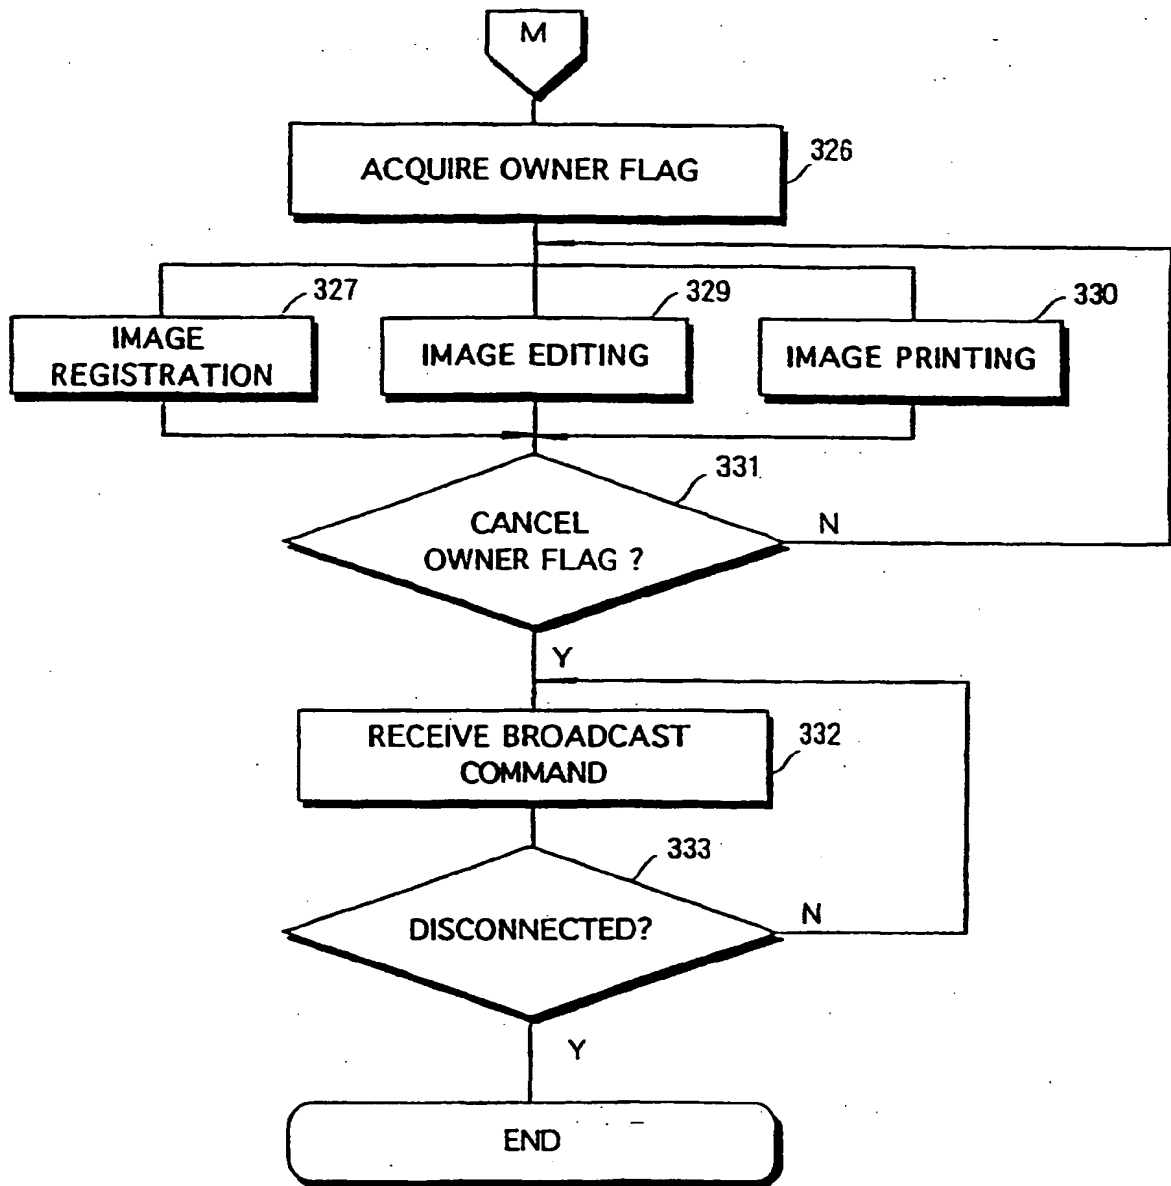 M
ACQUIRE OWNER FLAG
326
327
329
330
IMAGE
REGISTRATION
IMAGE EDITING
IMAGE PRINTING
331
CANCEL
OWNER FLAG ?
N
Y
RECEIVE BROADCAST
COMMAND
332
333
DISCONNECTED?
N
Y
END